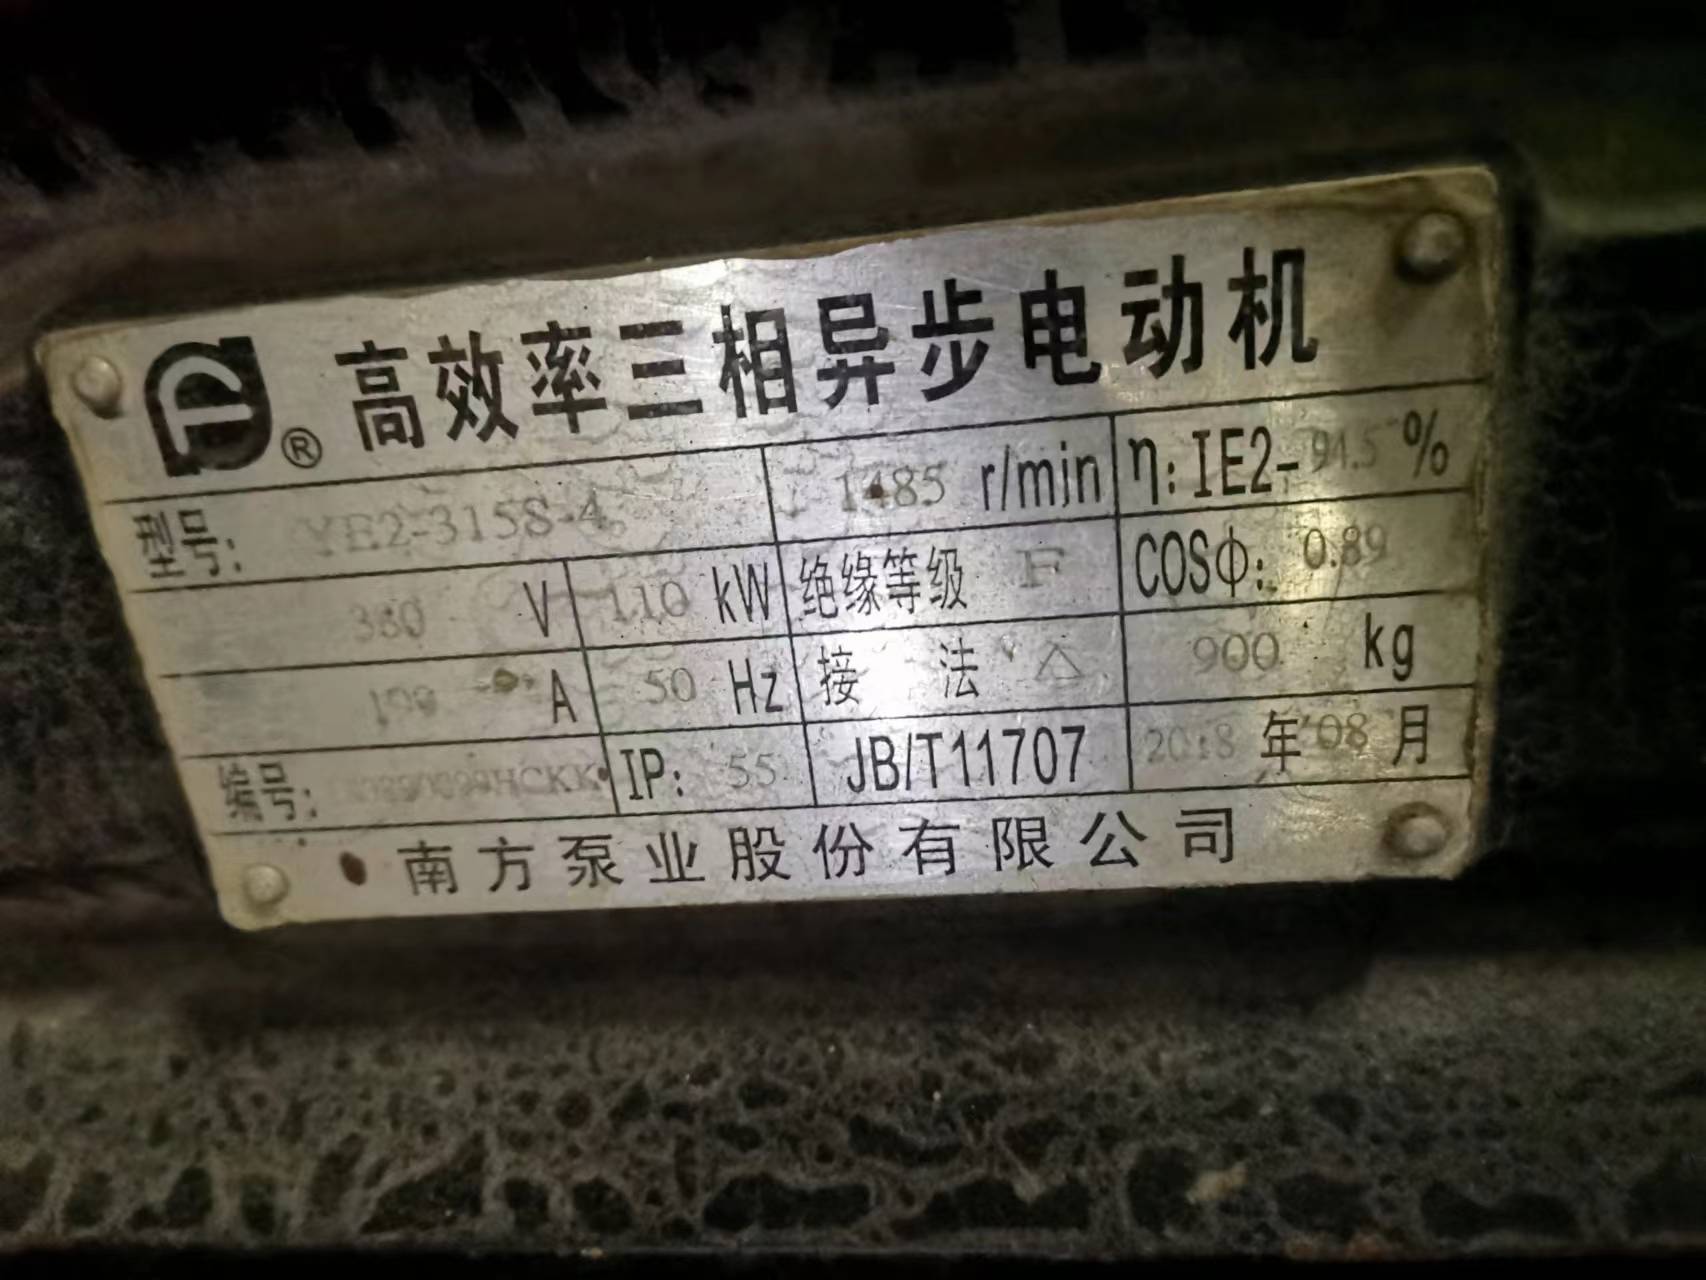 ® 高效率三相异步电动机
型号: YE2-315S-4 1485 r/min η: IE2-94.5%
380 V 110 kW 绝缘等级 F COSΦ: 0.89
A 50 Hz 接 法 △ 900 kg
编号: IP: 55 JB/T11707 2018 年 08 月
南方泵业股份有限公司